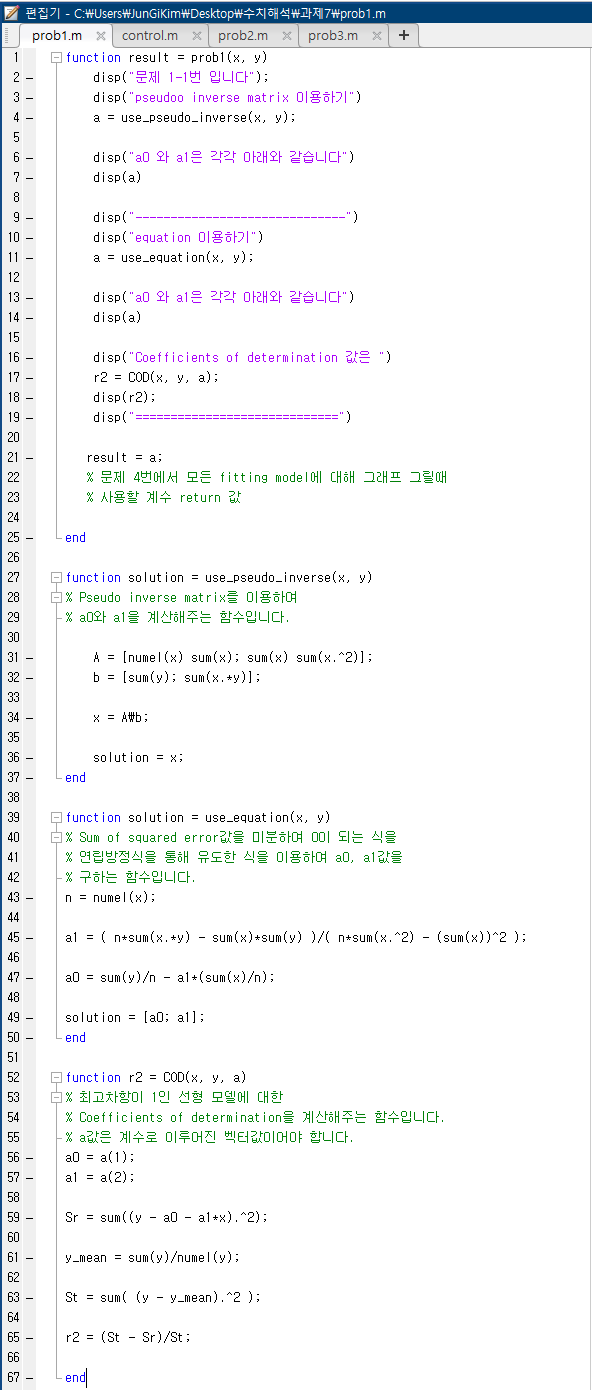 편집기 - C:₩Users₩JunGiKim₩Desktop₩수치해석₩과제7₩prob1.m
prob1.m × control.m × prob2.m × prob3.m × +
1 function result = prob1(x, y)
2 – disp("문제 1-1번 입니다");
3 – disp("pseudoo inverse matrix 이용하기")
4 – a = use_pseudo_inverse(x, y);
5
6 – disp("a0 와 a1은 각각 아래와 같습니다")
7 – disp(a)
8
9 – disp("------------------------------")
10 – disp("equation 이용하기")
11 – a = use_equation(x, y);
12
13 – disp("a0 와 a1은 각각 아래와 같습니다")
14 – disp(a)
15
16 – disp("Coefficients of determination 값은 ")
17 – r2 = COD(x, y, a);
18 – disp(r2);
19 – disp("=============================")
20
21 – result = a;
22 % 문제 4번에서 모든 fitting model에 대해 그래프 그릴때
23 % 사용할 계수 return 값
24
25 – end
26
27 function solution = use_pseudo_inverse(x, y)
28 % Pseudo inverse matrix를 이용하여
29 % a0와 a1을 계산해주는 함수입니다.
30
31 – A = [numel(x) sum(x); sum(x) sum(x.^2)];
32 – b = [sum(y); sum(x.*y)];
33
34 – x = A₩b;
35
36 – solution = x;
37 – end
38
39 function solution = use_equation(x, y)
40 % Sum of squared error값을 미분하여 0이 되는 식을
41 % 연립방정식을 통해 유도한 식을 이용하여 a0, a1값을
42 % 구하는 함수입니다.
43 – n = numel(x);
44
45 – a1 = ( n*sum(x.*y) - sum(x)*sum(y) )/( n*sum(x.^2) - (sum(x))^2 );
46
47 – a0 = sum(y)/n - a1*(sum(x)/n);
48
49 – solution = [a0; a1];
50 – end
51
52 function r2 = COD(x, y, a)
53 % 최고차항이 1인 선형 모델에 대한
54 % Coefficients of determination을 계산해주는 함수입니다.
55 % a값은 계수로 이루어진 벡터값이어야 합니다.
56 – a0 = a(1);
57 – a1 = a(2);
58
59 – Sr = sum((y - a0 - a1*x).^2);
60
61 – y_mean = sum(y)/numel(y);
62
63 – St = sum( (y - y_mean).^2 );
64
65 – r2 = (St - Sr)/St;
66
67 – end